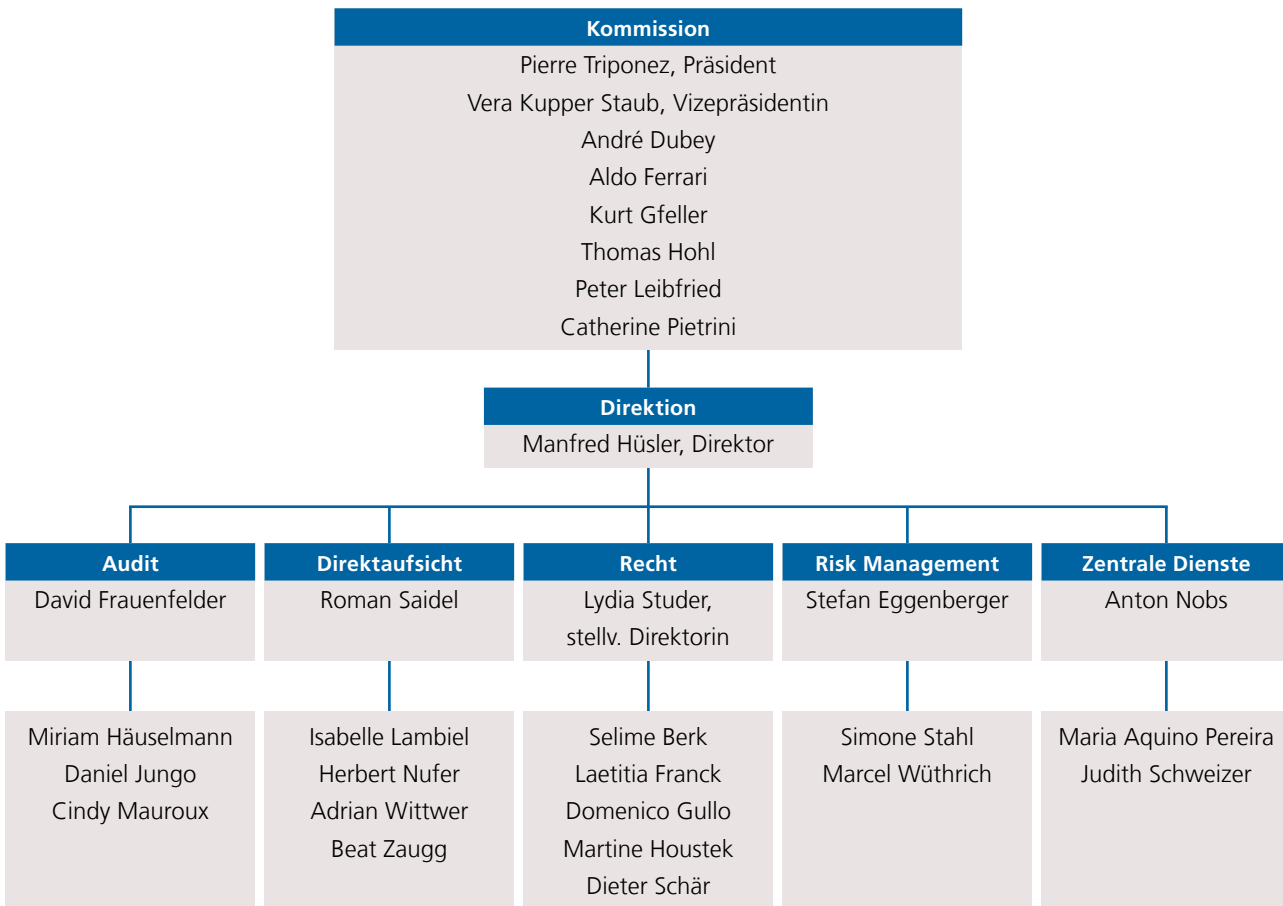 Kommission
Pierre Triponez, Präsident
Vera Kupper Staub, Vizepräsidentin
André Dubey
Aldo Ferrari
Kurt Gfeller
Thomas Hohl
Peter Leibfried
Catherine Pietrini
Direktion
Manfred Hüsler, Direktor
Audit
David Frauenfelder
Miriam Häuselmann
Daniel Jungo
Cindy Mauroux
Direktaufsicht
Roman Saidel
Isabelle Lambiel
Herbert Nufer
Adrian Wittwer
Beat Zaugg
Recht
Lydia Studer,
stellv. Direktorin
Selime Berk
Laetitia Franck
Domenico Gullo
Martine Houstek
Dieter Schär
Risk Management
Stefan Eggenberger
Simone Stahl
Marcel Wüthrich
Zentrale Dienste
Anton Nobs
Maria Aquino Pereira
Judith Schweizer